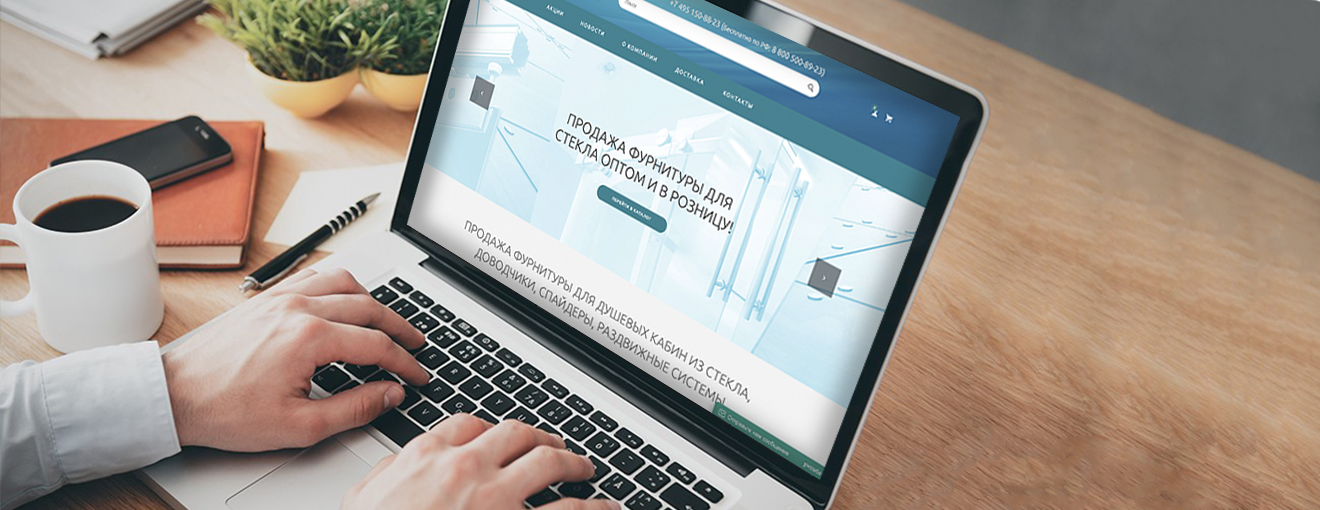 +7 495 150-88-23 (Бесплатно по РФ: 8 800 500-89-23)
АКЦИИ НОВОСТИ О КОМПАНИИ ДОСТАВКА КОНТАКТЫ
ПРОДАЖА ФУРНИТУРЫ ДЛЯ
СТЕКЛА ОПТОМ И В РОЗНИЦУ!
ПЕРЕЙТИ В КАТАЛОГ
ПРОДАЖА ФУРНИТУРЫ ДЛЯ ДУШЕВЫХ КАБИН ИЗ СТЕКЛА,
ДОВОДЧИКИ, СПАЙДЕРЫ, РАЗДВИЖНЫЕ СИСТЕМЫ
Отправьте нам сообщение